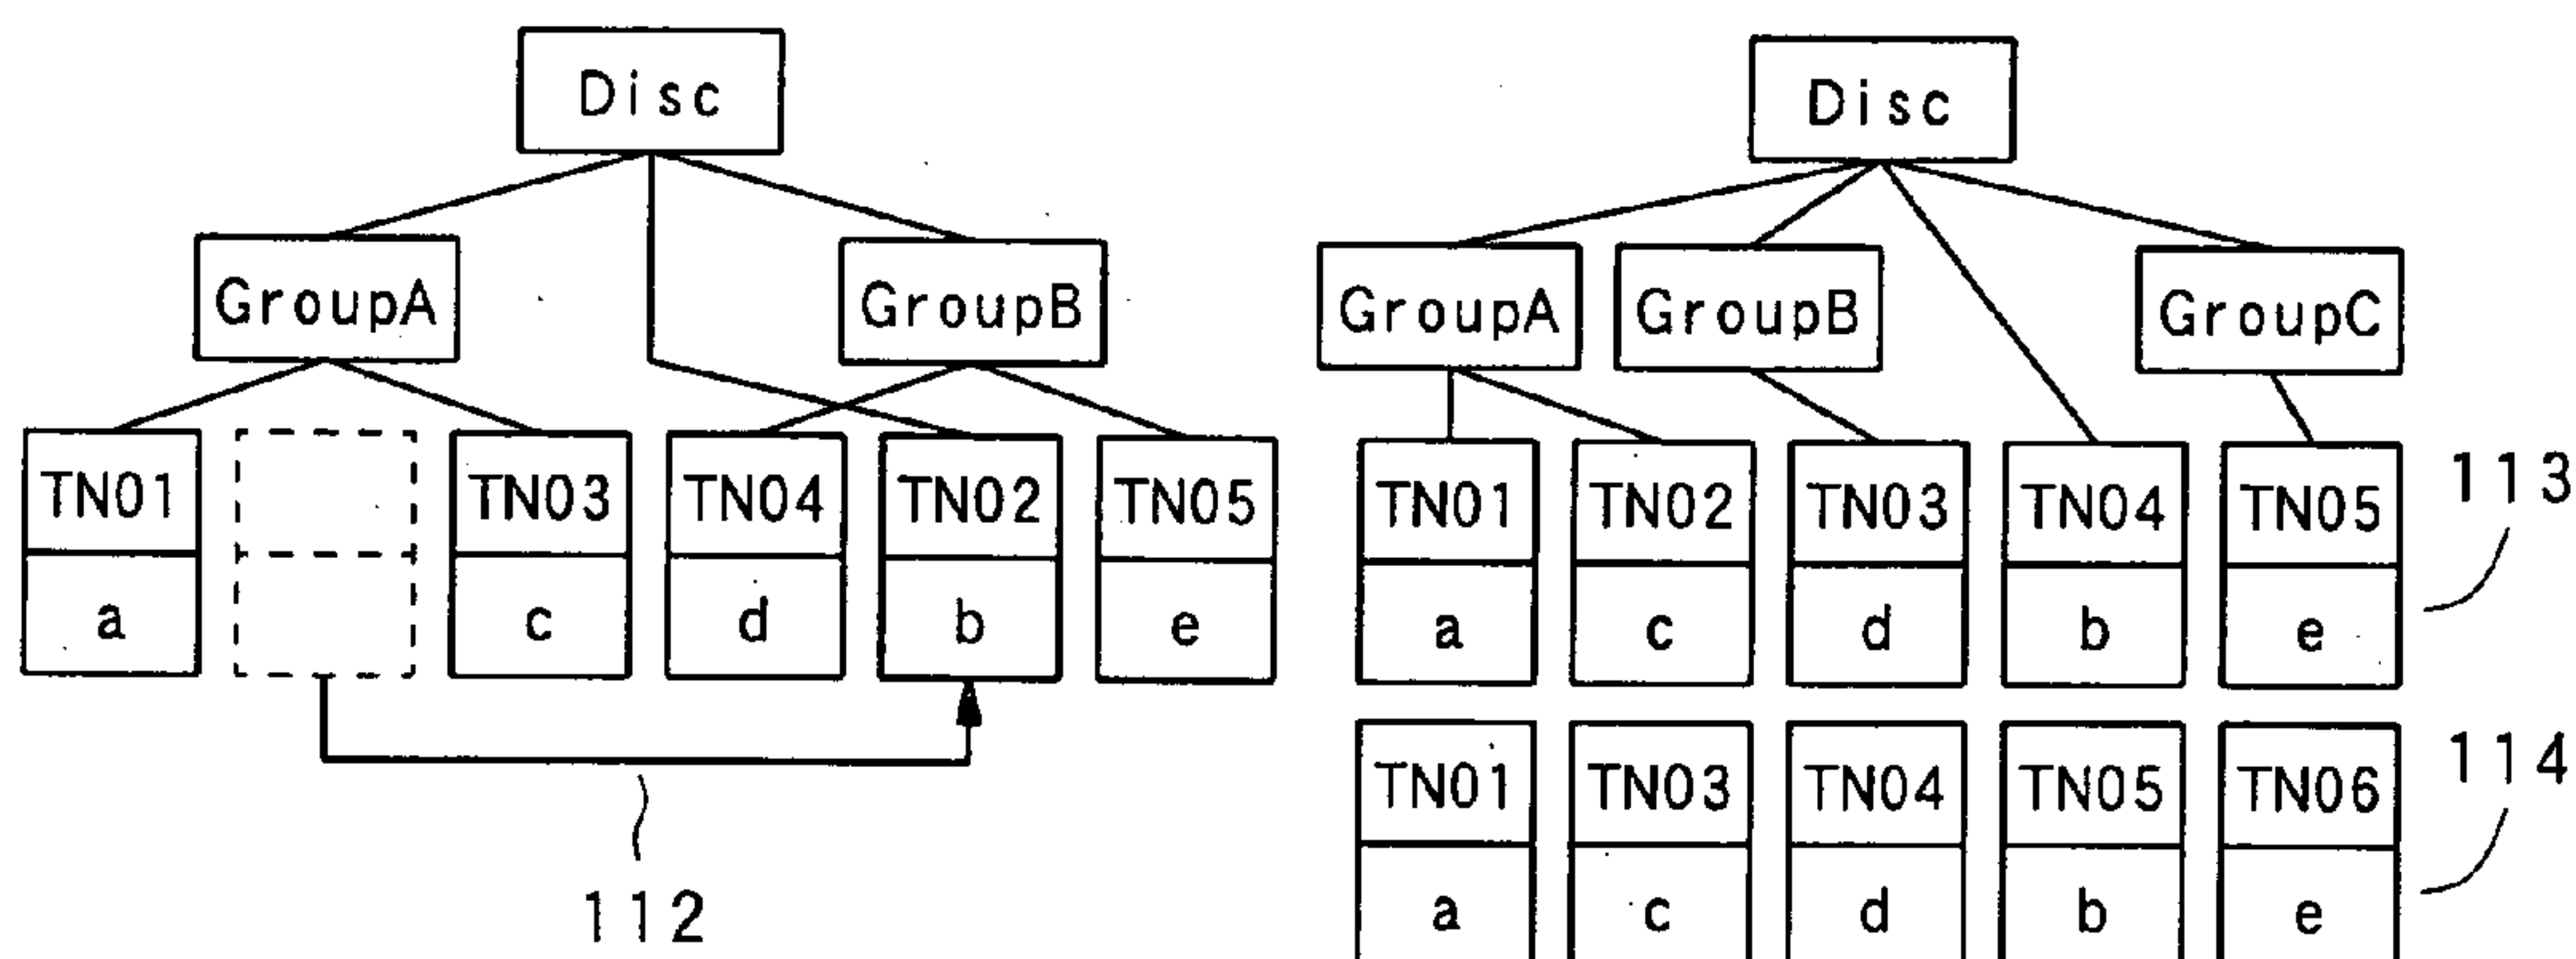 Disc
GroupA GroupB
TN01 TN03 TN04 TN02 TN05
a c d b e
112
Disc
GroupA GroupB GroupC
TN01 TN02 TN03 TN04 TN05 113
a c d b e
TN01 TN03 TN04 TN05 TN06 114
a c d b e